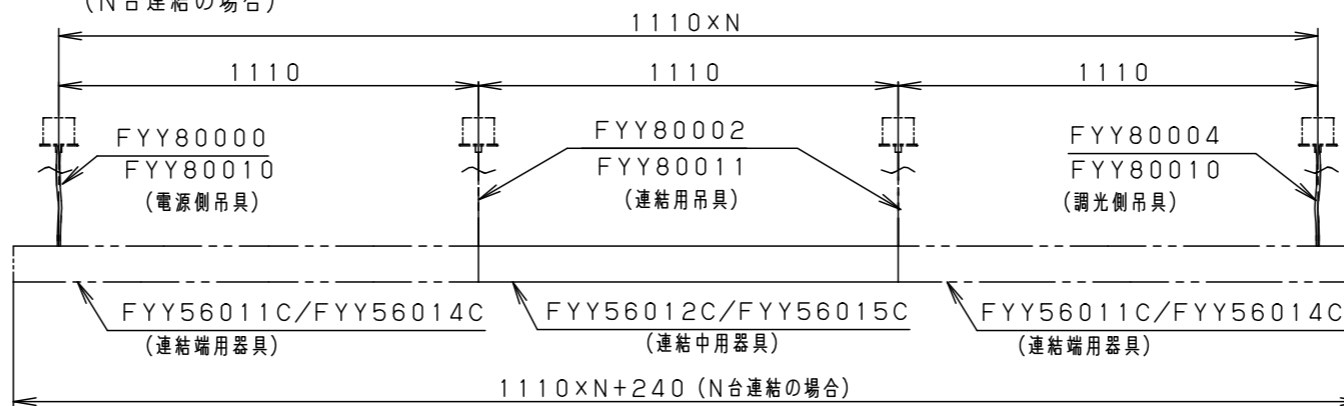 (N台連結の場合)
1110×N
1110
1110
1110
FYY80000
FYY80010
(電源側吊具)
FYY80002
FYY80011
(連結用吊具)
FYY80004
FYY80010
(調光側吊具)
FYY56011C/FYY56014C
(連結端用器具)
FYY56012C/FYY56015C
(連結中用器具)
FYY56011C/FYY56014C
(連結端用器具)
1110×N+240 (N台連結の場合)